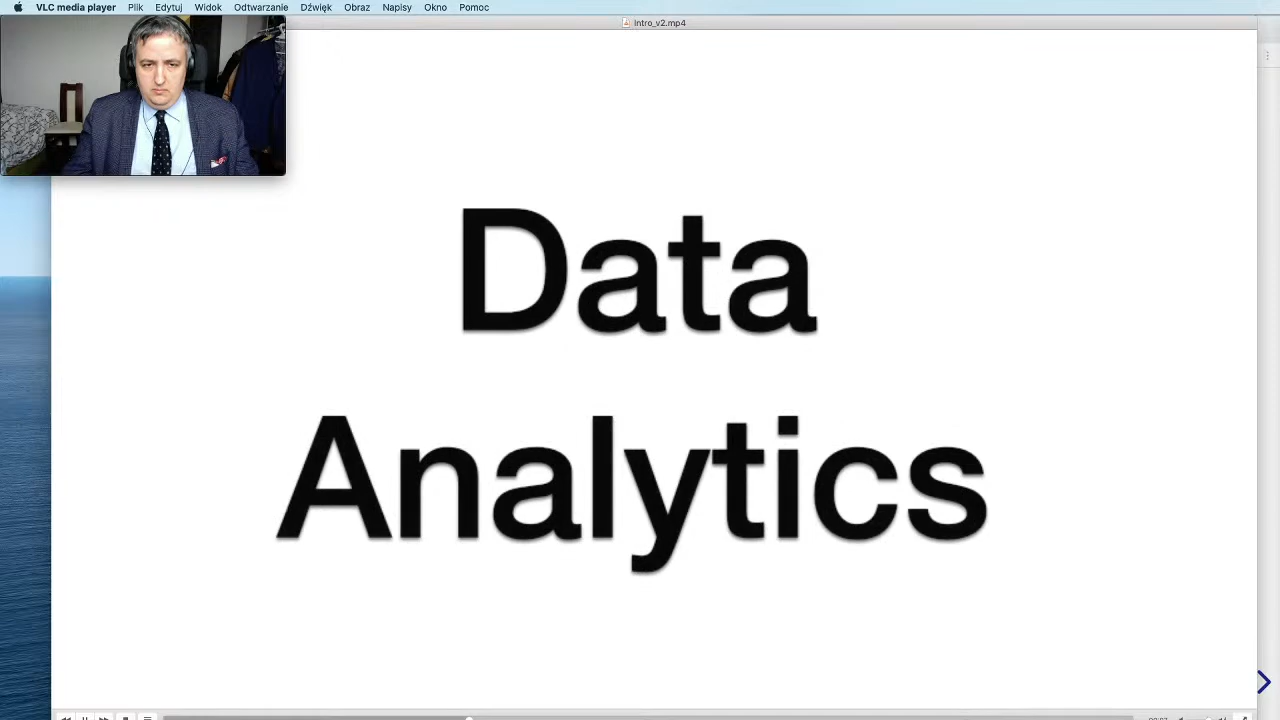 VLC media player Plik Edytuj Widok Odtwarzanie Dźwięk Obraz Napisy Okno Pomoc
Intro_v2.mp4
Data
Analytics